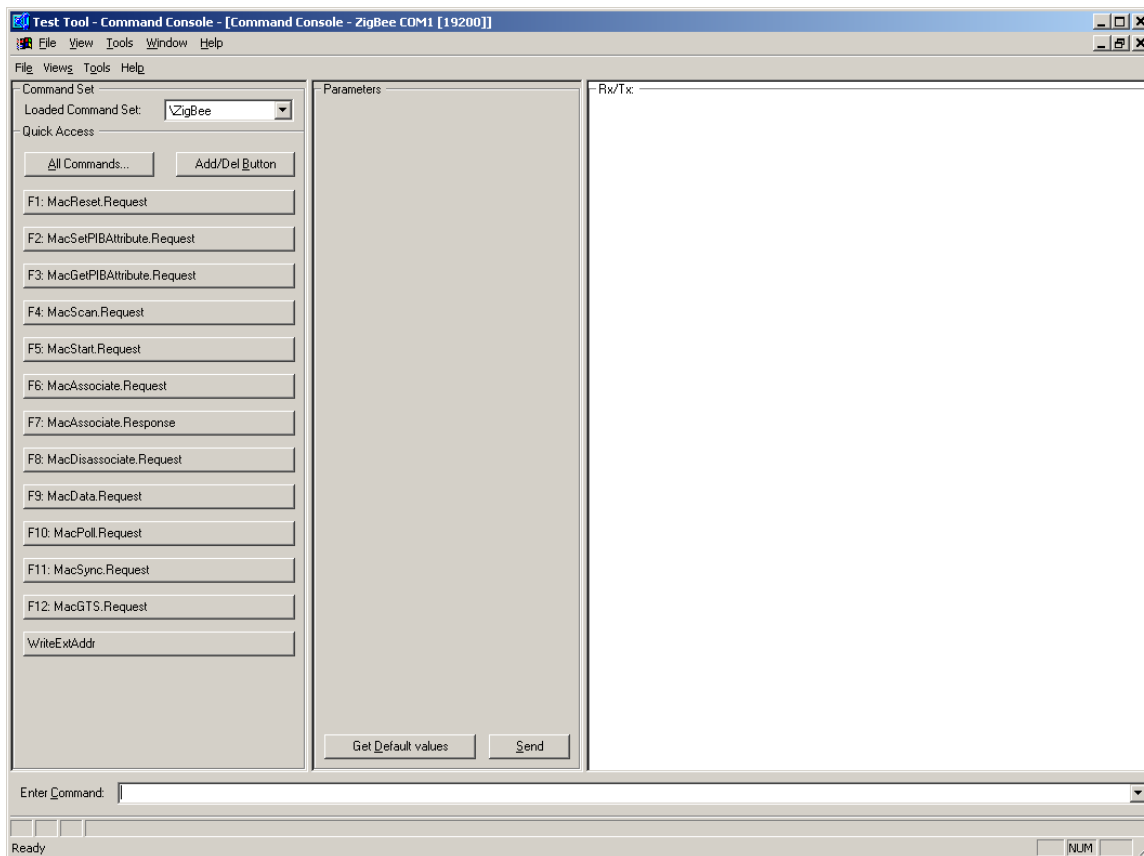 Test Tool - Command Console - [Command Console - ZigBee COM1 [19200]]
File View Tools Window Help
File Views Tools Help
Command Set
Loaded Command Set: \ZigBee
Quick Access
All Commands... Add/Del Button
F1: MacReset.Request
F2: MacSetPIBAttribute.Request
F3: MacGetPIBAttribute.Request
F4: MacScan.Request
F5: MacStart.Request
F6: MacAssociate.Request
F7: MacAssociate.Response
F8: MacDisassociate.Request
F9: MacData.Request
F10: MacPoll.Request
F11: MacSync.Request
F12: MacGTS.Request
WriteExtAddr
Parameters
Get Default values Send
Rx/Tx:
Enter Command:
Ready NUM